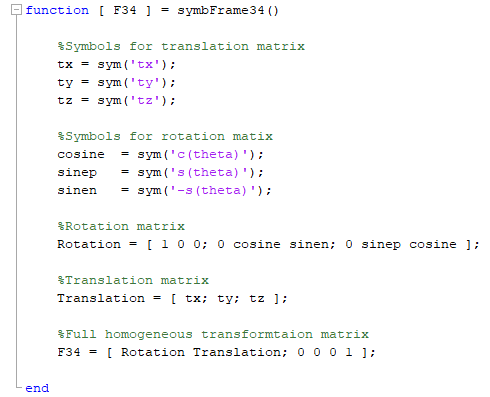 function [ F34 ] = symbFrame34()
%Symbols for translation matrix
tx = sym('tx');
ty = sym('ty');
tz = sym('tz');
%Symbols for rotation matix
cosine  = sym('c(theta)');
sinep   = sym('s(theta)');
sinen   = sym('-s(theta)');
%Rotation matrix
Rotation = [ 1 0 0; 0 cosine sinen; 0 sinep cosine ];
%Translation matrix
Translation = [ tx; ty; tz ];
%Full homogeneous transformtaion matrix
F34 = [ Rotation Translation; 0 0 0 1 ];
end